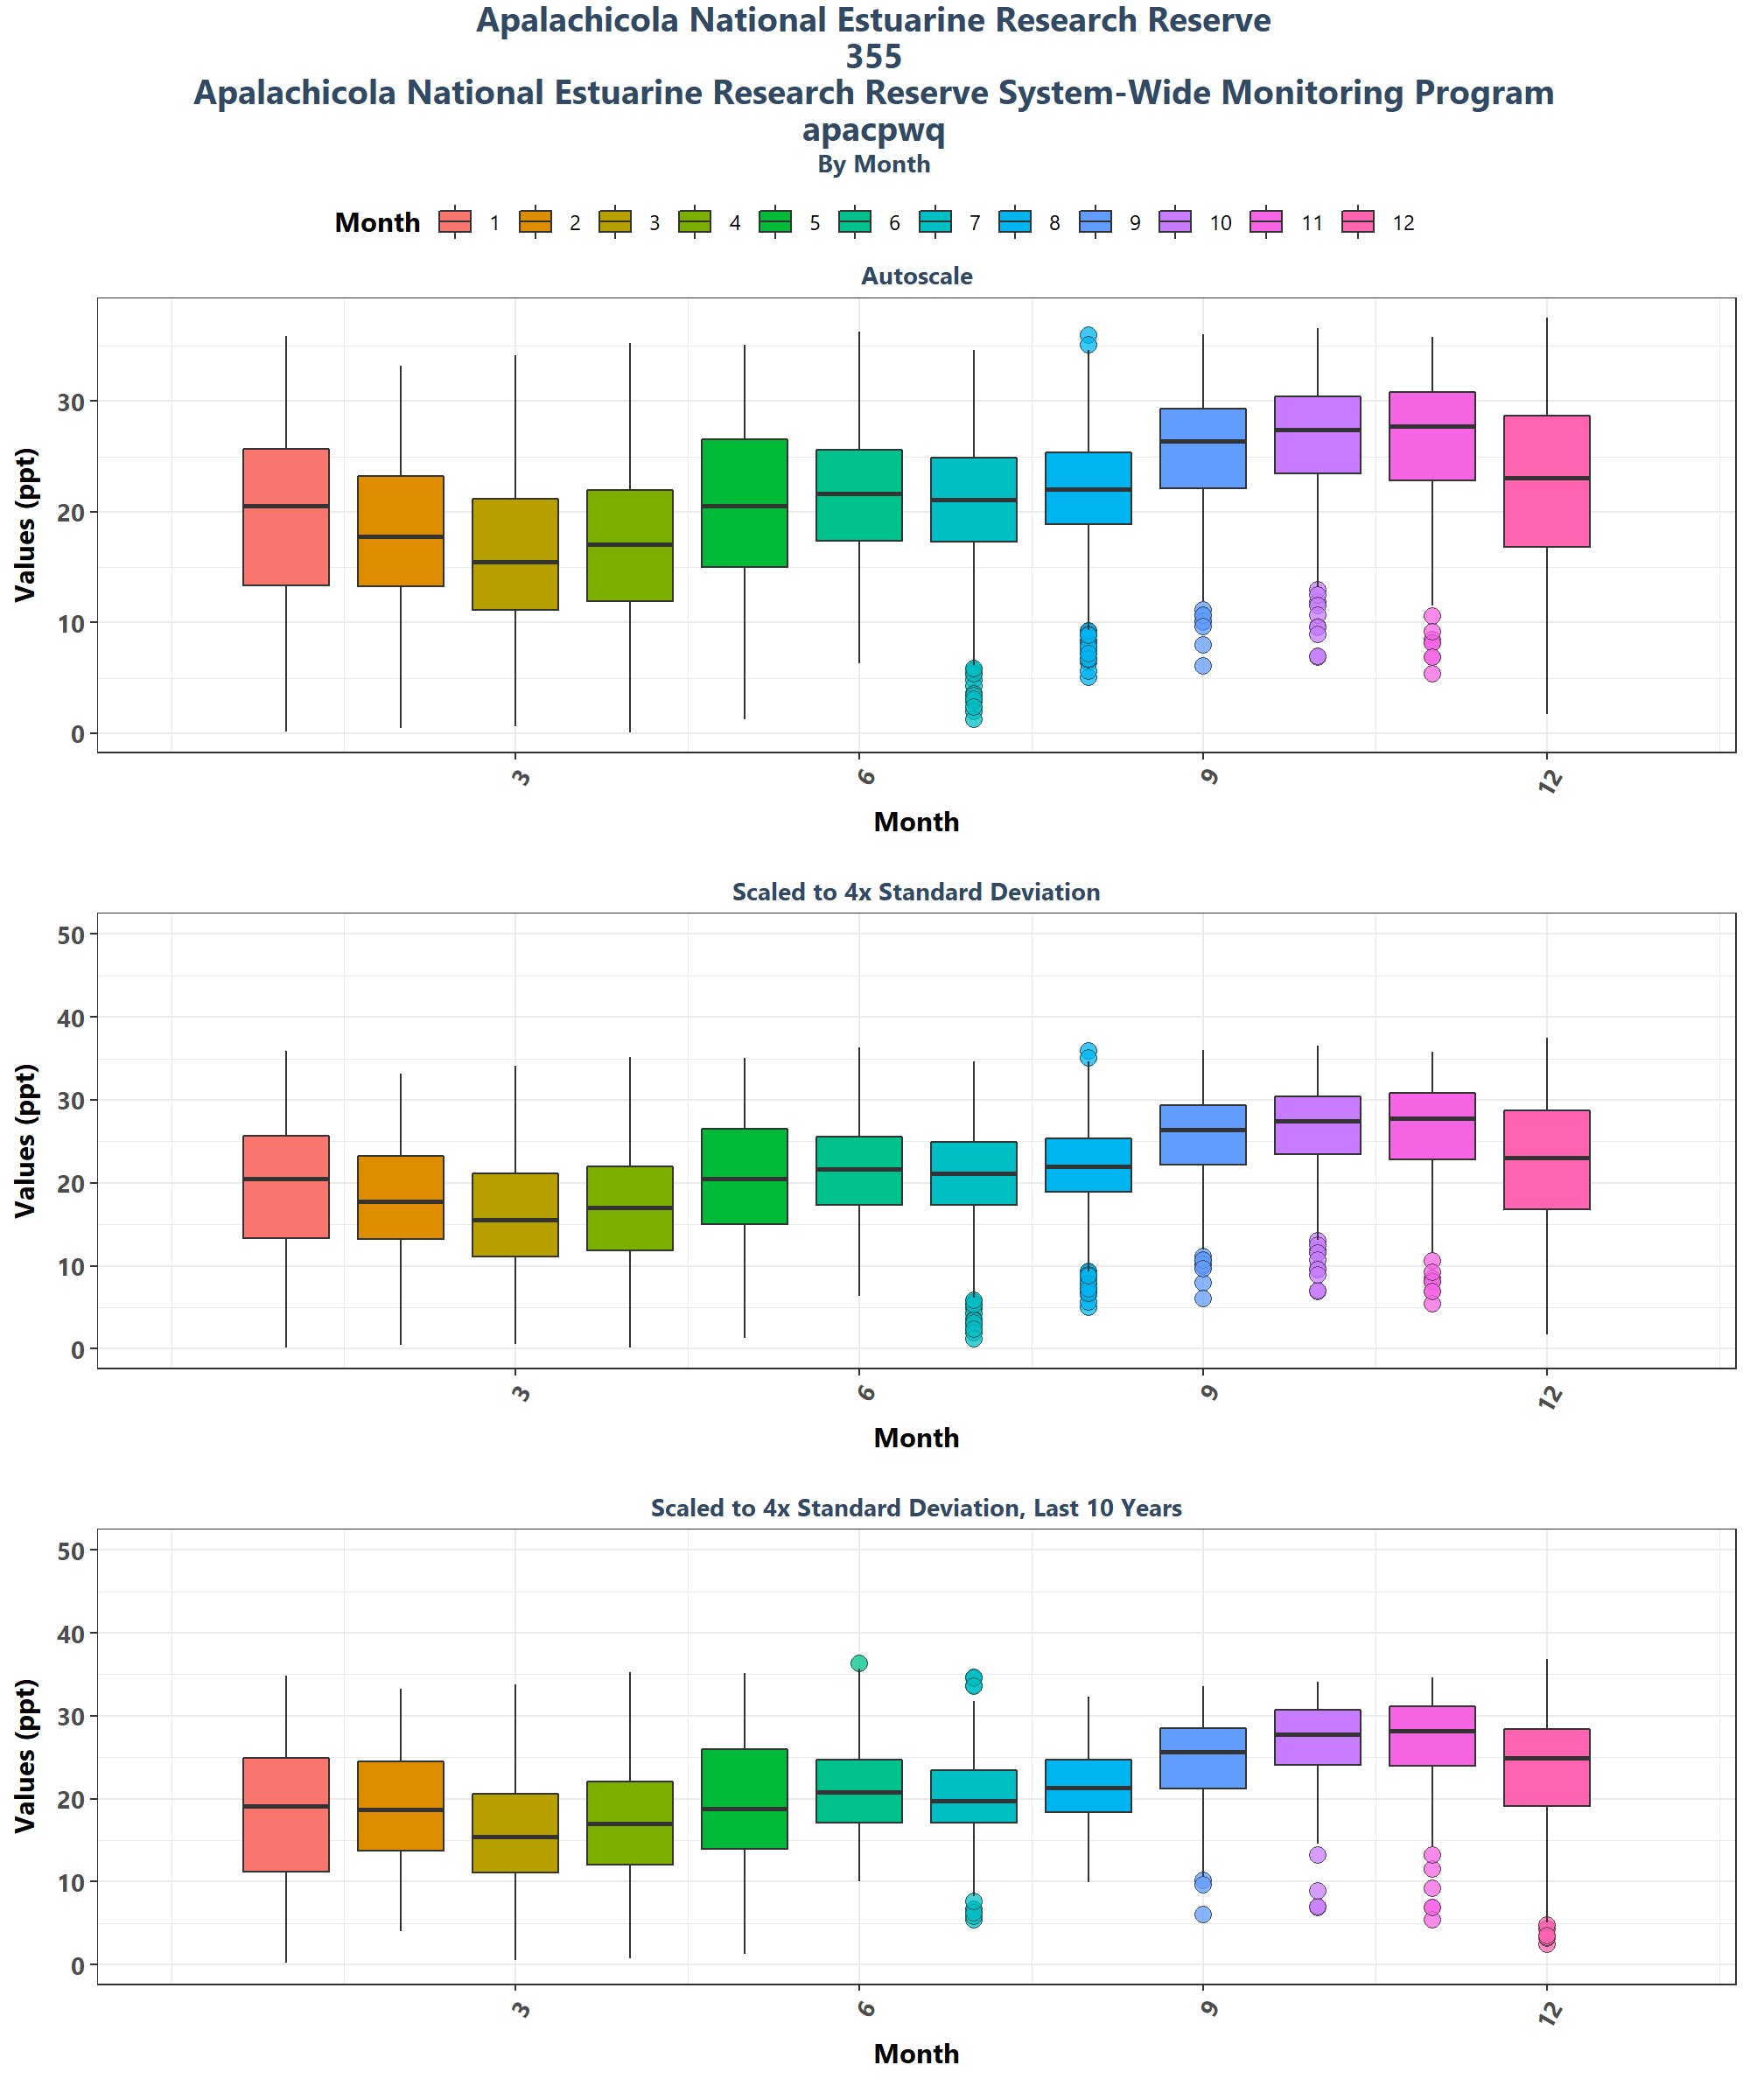 Apalachicola National Estuarine Research Reserve
355
Apalachicola National Estuarine Research Reserve System-Wide Monitoring Program
apacpwq
By Month
Month 1 2 3 4 5 6 7 8 9 10 11 12
Autoscale
Values (ppt)
30
20
10
0
3 6 9 12
Month
Scaled to 4x Standard Deviation
Values (ppt)
50
40
30
20
10
0
3 6 9 12
Month
Scaled to 4x Standard Deviation, Last 10 Years
Values (ppt)
50
40
30
20
10
0
3 6 9 12
Month